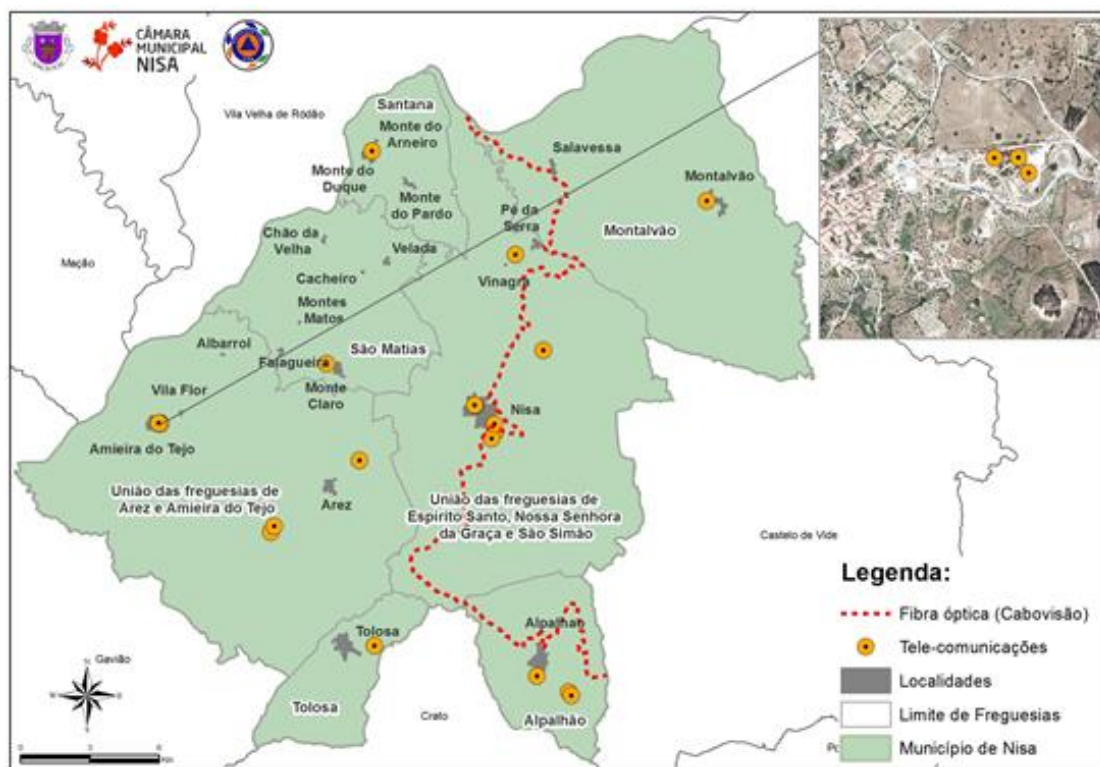 CÂMARA
MUNICIPAL
NISA
Vila Velha de Ródão
Santana
Monte do
Arneiro
Monte do
Duque
Monte
do Pardo
Salavessa
Montalvão
Pé da
Serra
Montalvão
Chão da
Velha
Velada
Mação
Cacheiro
Vinagra
Montes
Matos
Albarrol
Falagueira
São Matias
Monte
Claro
Vila Flor
Nisa
Amieira do Tejo
União das freguesias de
Arez e Amieira do Tejo
Arez
União das freguesias de
Espirito Santo, Nossa Senhora
da Graça e São Simão
Castelo de Vide
Alpalhão
Tolosa
Gavião
Tolosa
Crato
Alpalhão
Legenda:
Fibra óptica (Cabovisão)
Tele-comunicações
Localidades
Limite de Freguesias
Município de Nisa
0